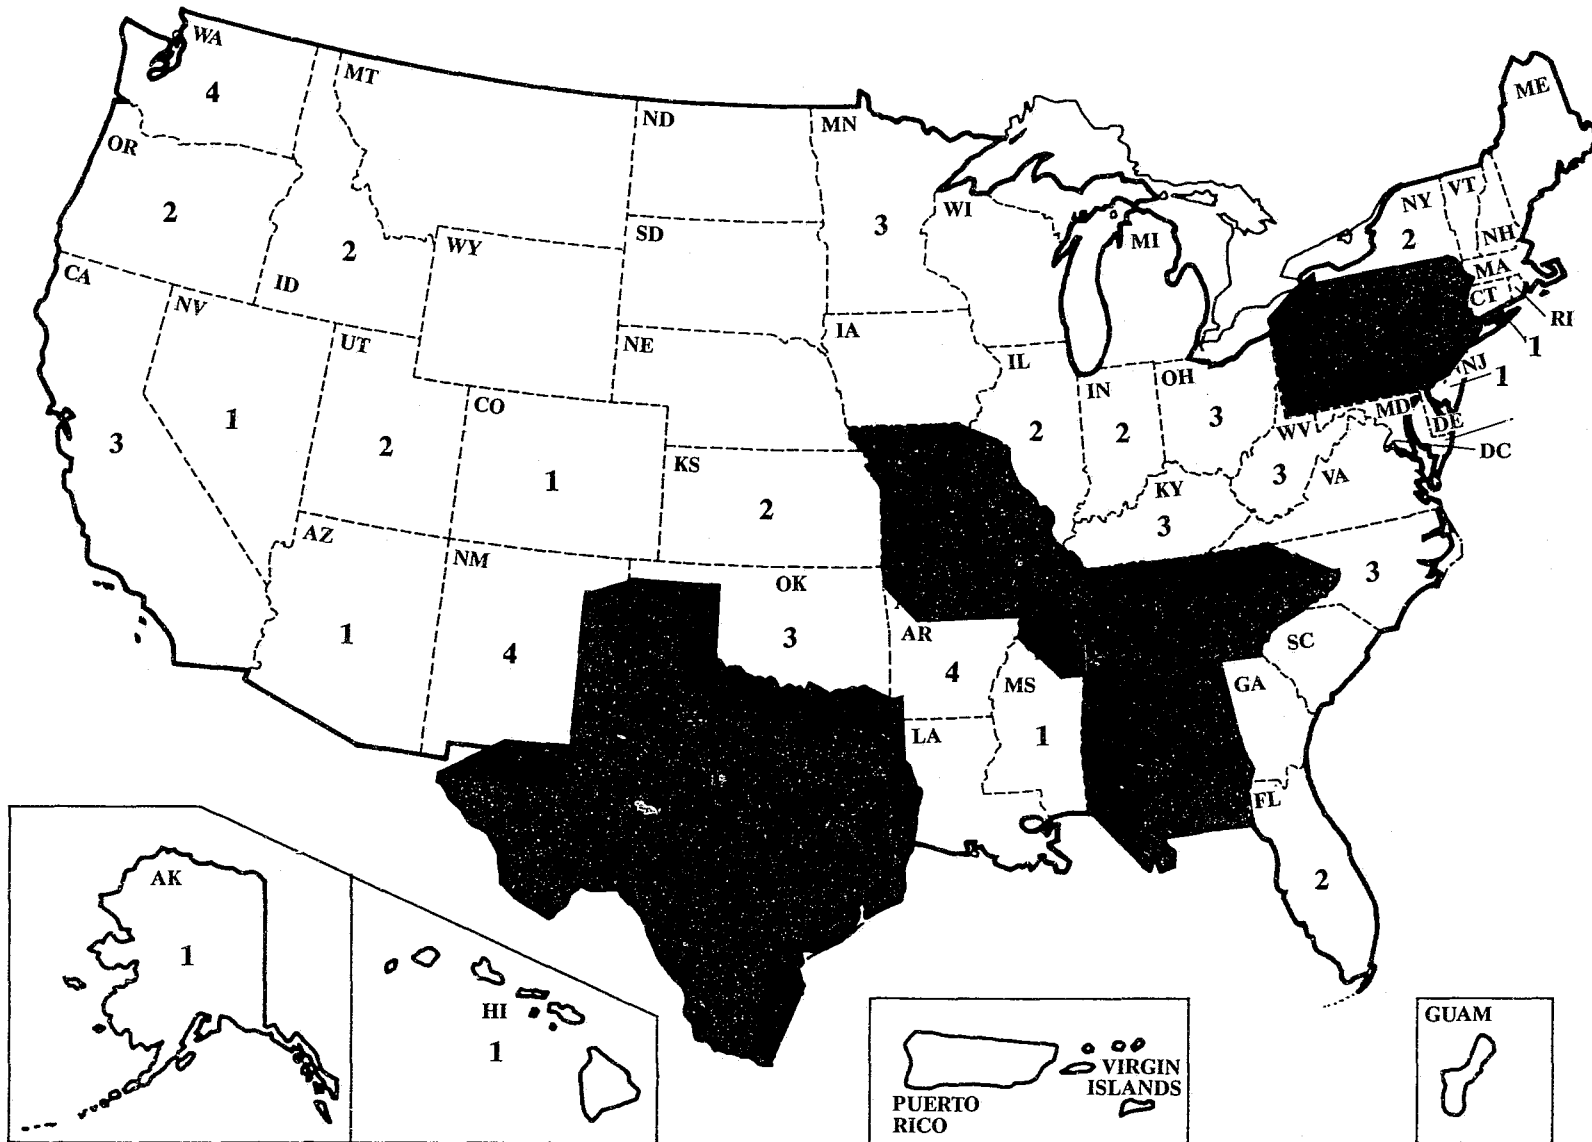 WA
4
MT
ND
MN
ME
OR
2
ID
2
WY
SD
3
WI
MI
NY
2
VT
NH
MA
CT
RI
1
CA
3
NV
1
UT
2
CO
1
NE
IA
IL
2
IN
2
OH
3
NJ
1
MD
DE
DC
WV
3
VA
KS
2
KY
3
AZ
1
NM
4
OK
3
AR
4
MS
1
LA
3
SC
GA
FL
2
AK
1
HI
1
PUERTO
RICO
VIRGIN
ISLANDS
GUAM